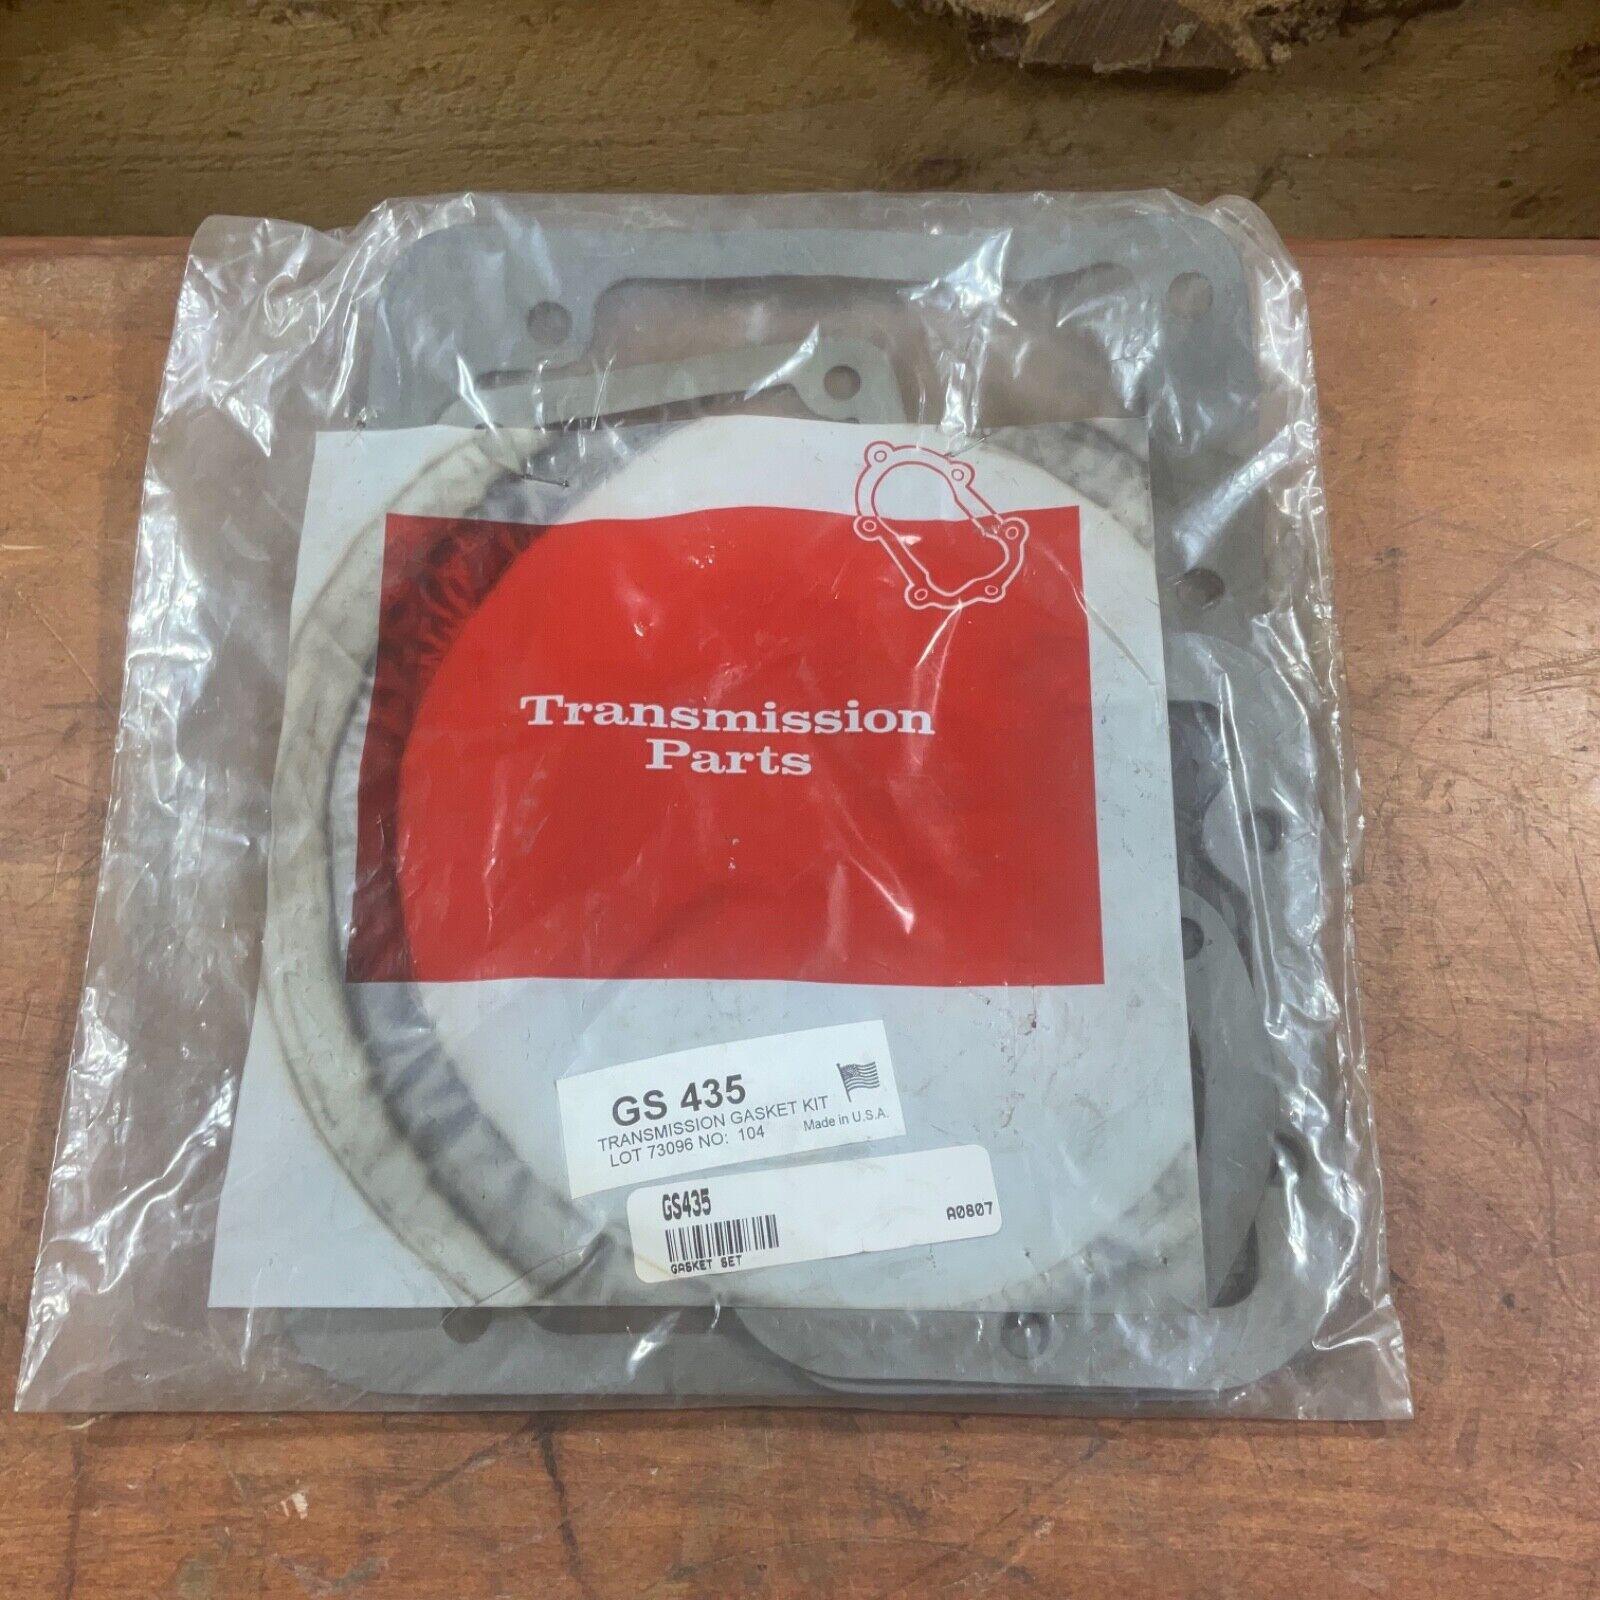 Transmission
Parts
GS 435
TRANSMISSION GASKET KIT
LOT 73096 NO: 104
Made in U.S.A.
GS435
A0807
GASKET SET